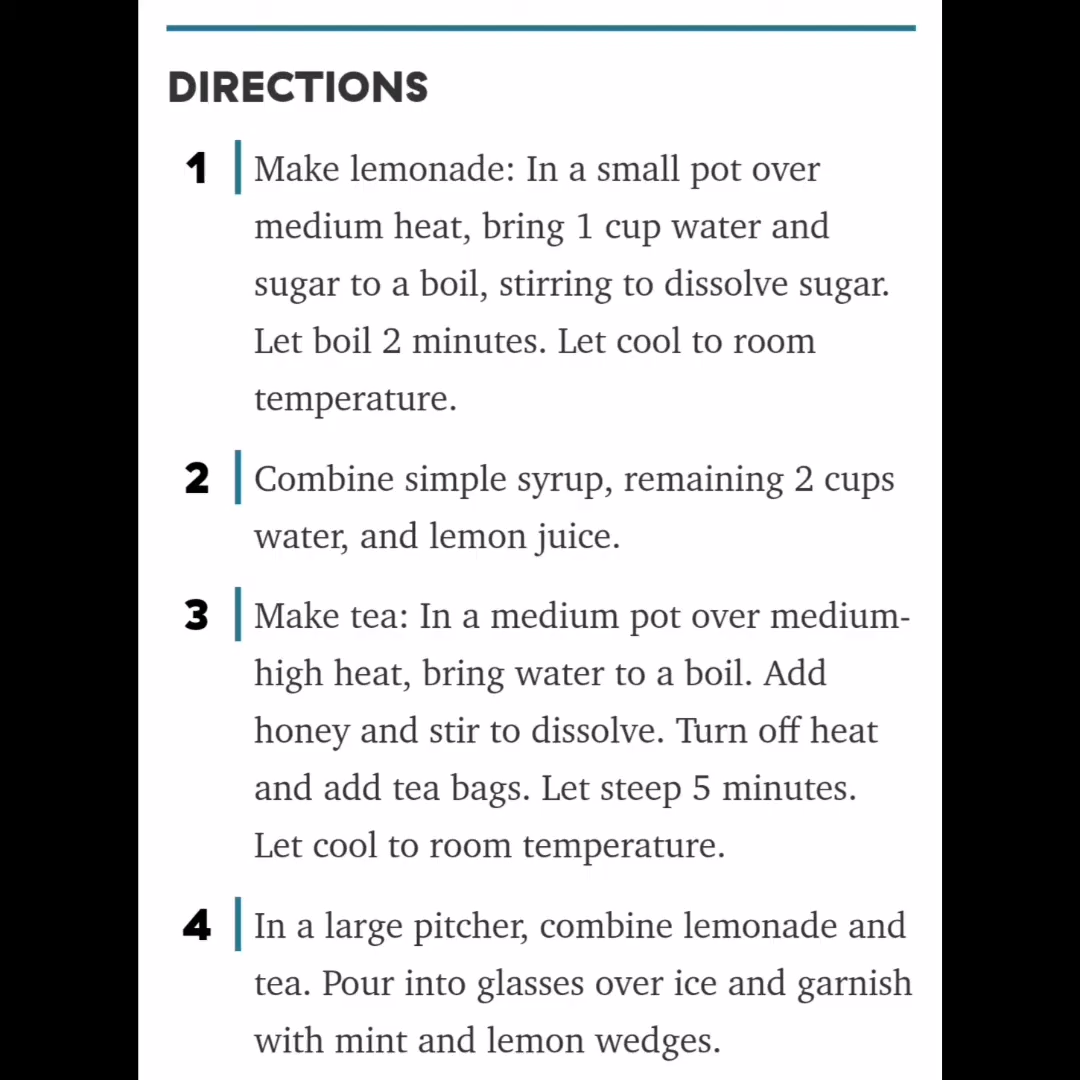 DIRECTIONS
1 Make lemonade: In a small pot over
medium heat, bring 1 cup water and
sugar to a boil, stirring to dissolve sugar.
Let boil 2 minutes. Let cool to room
temperature.
2 Combine simple syrup, remaining 2 cups
water, and lemon juice.
3 Make tea: In a medium pot over medium-
high heat, bring water to a boil. Add
honey and stir to dissolve. Turn off heat
and add tea bags. Let steep 5 minutes.
Let cool to room temperature.
4 In a large pitcher, combine lemonade and
tea. Pour into glasses over ice and garnish
with mint and lemon wedges.